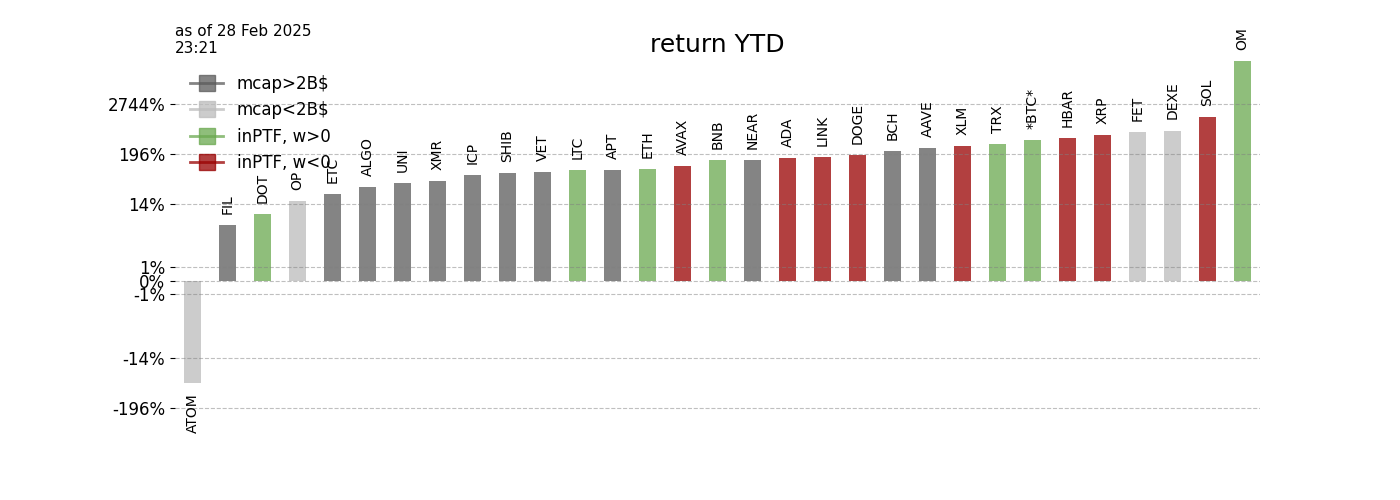 as of 28 Feb 2025
23:21
return YTD
mcap>2B$
mcap<2B$
inPTF, w>0
inPTF, w<0
2744%
196%
14%
1%
0%
-1%
-14%
-196%
ATOM
FIL
DOT
OP
ETC
ALGO
UNI
XMR
ICP
SHIB
VET
LTC
APT
ETH
AVAX
BNB
NEAR
ADA
LINK
DOGE
BCH
AAVE
XLM
TRX
*BTC*
HBAR
XRP
FET
DEXE
SOL
OM